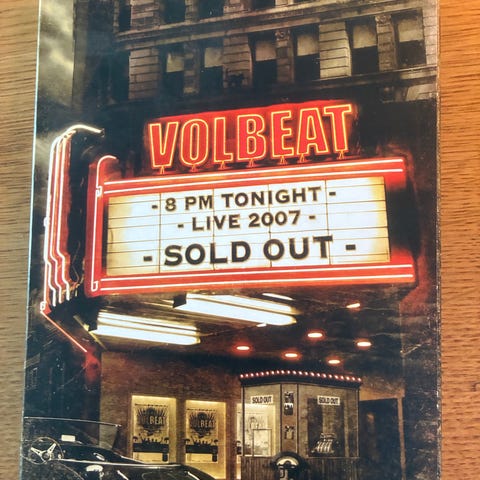 VOLBEAT
- 8 PM TONIGHT -
- LIVE 2007 -
- SOLD OUT -
SOLD OUT
SOLD OUT